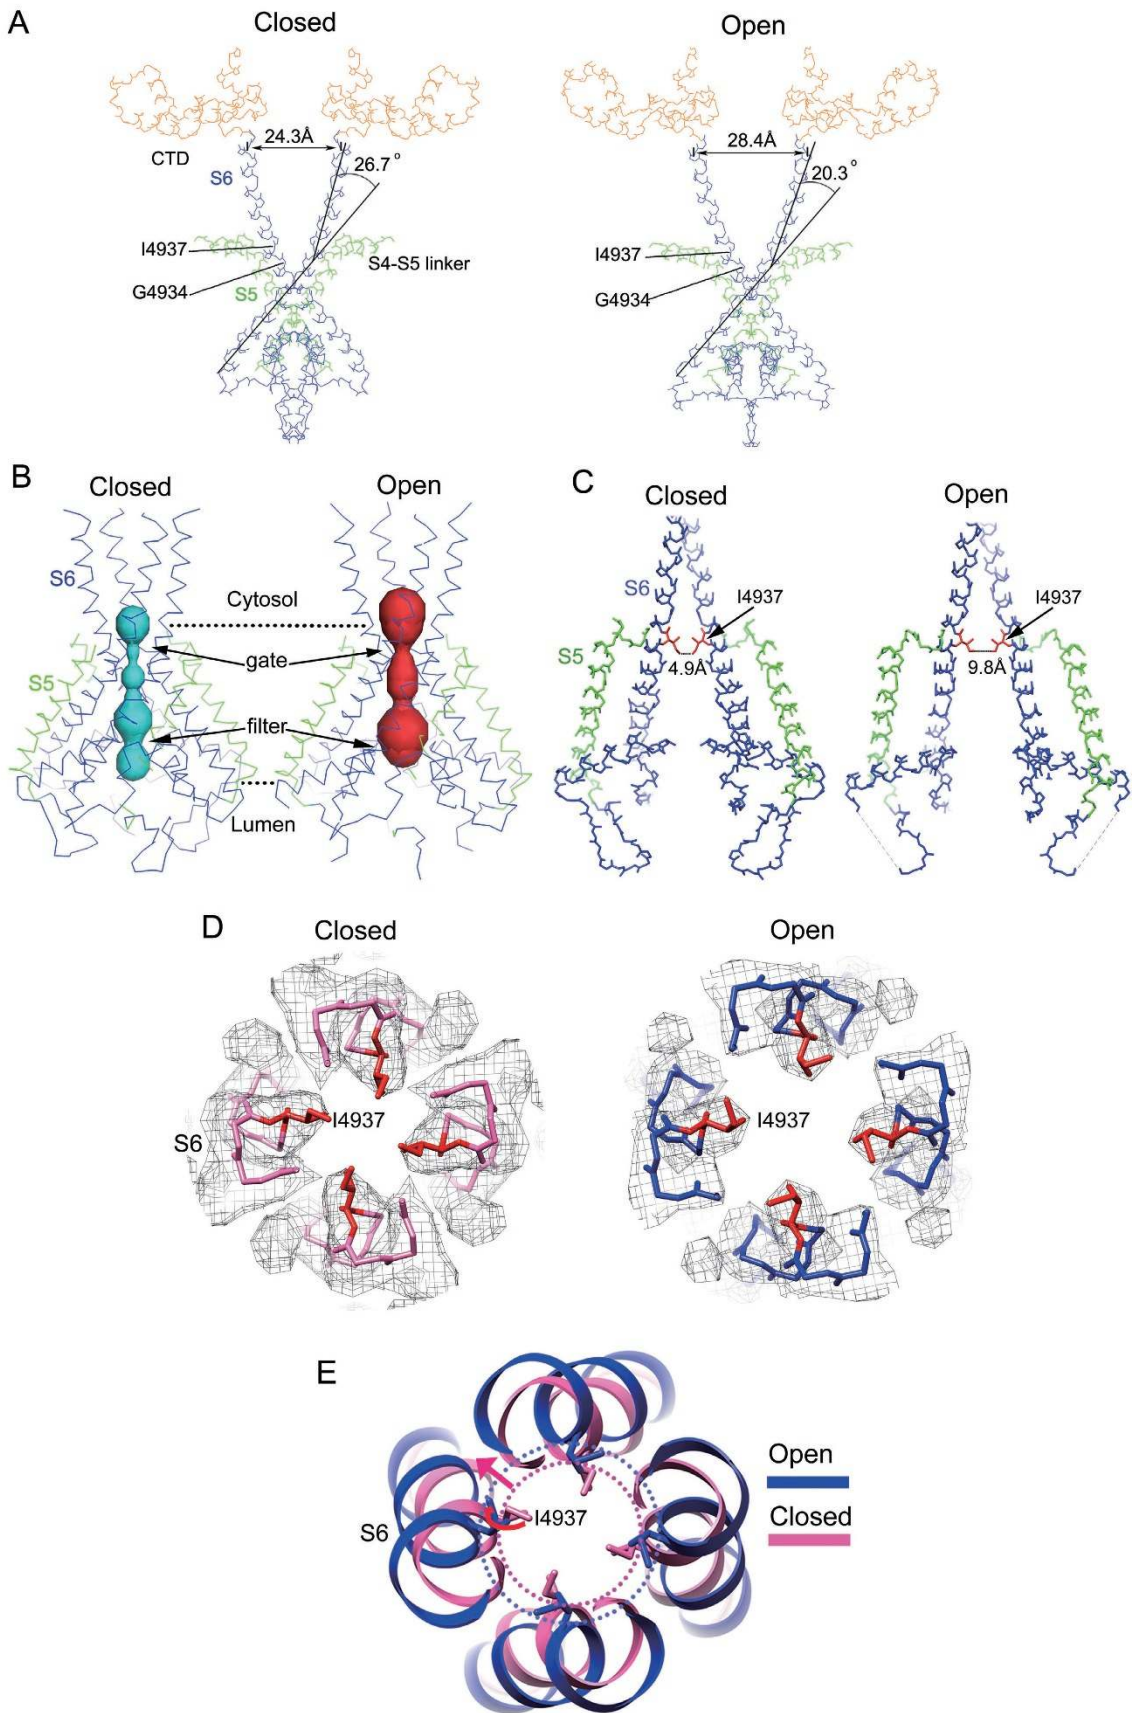 A
Closed
Open
24.3Å
28.4Å
CTD
26.7 °
20.3 °
S6
I4937
I4937
S4-S5 linker
G4934
S5
G4934
B
Closed
Open
C
Closed
Open
S6
Cytosol
S6
I4937
I4937
gate
S5
4.9Å
9.8Å
S5
filter
Lumen
D
Closed
Open
S6
I4937
I4937
E
Open
Closed
S6
I4937